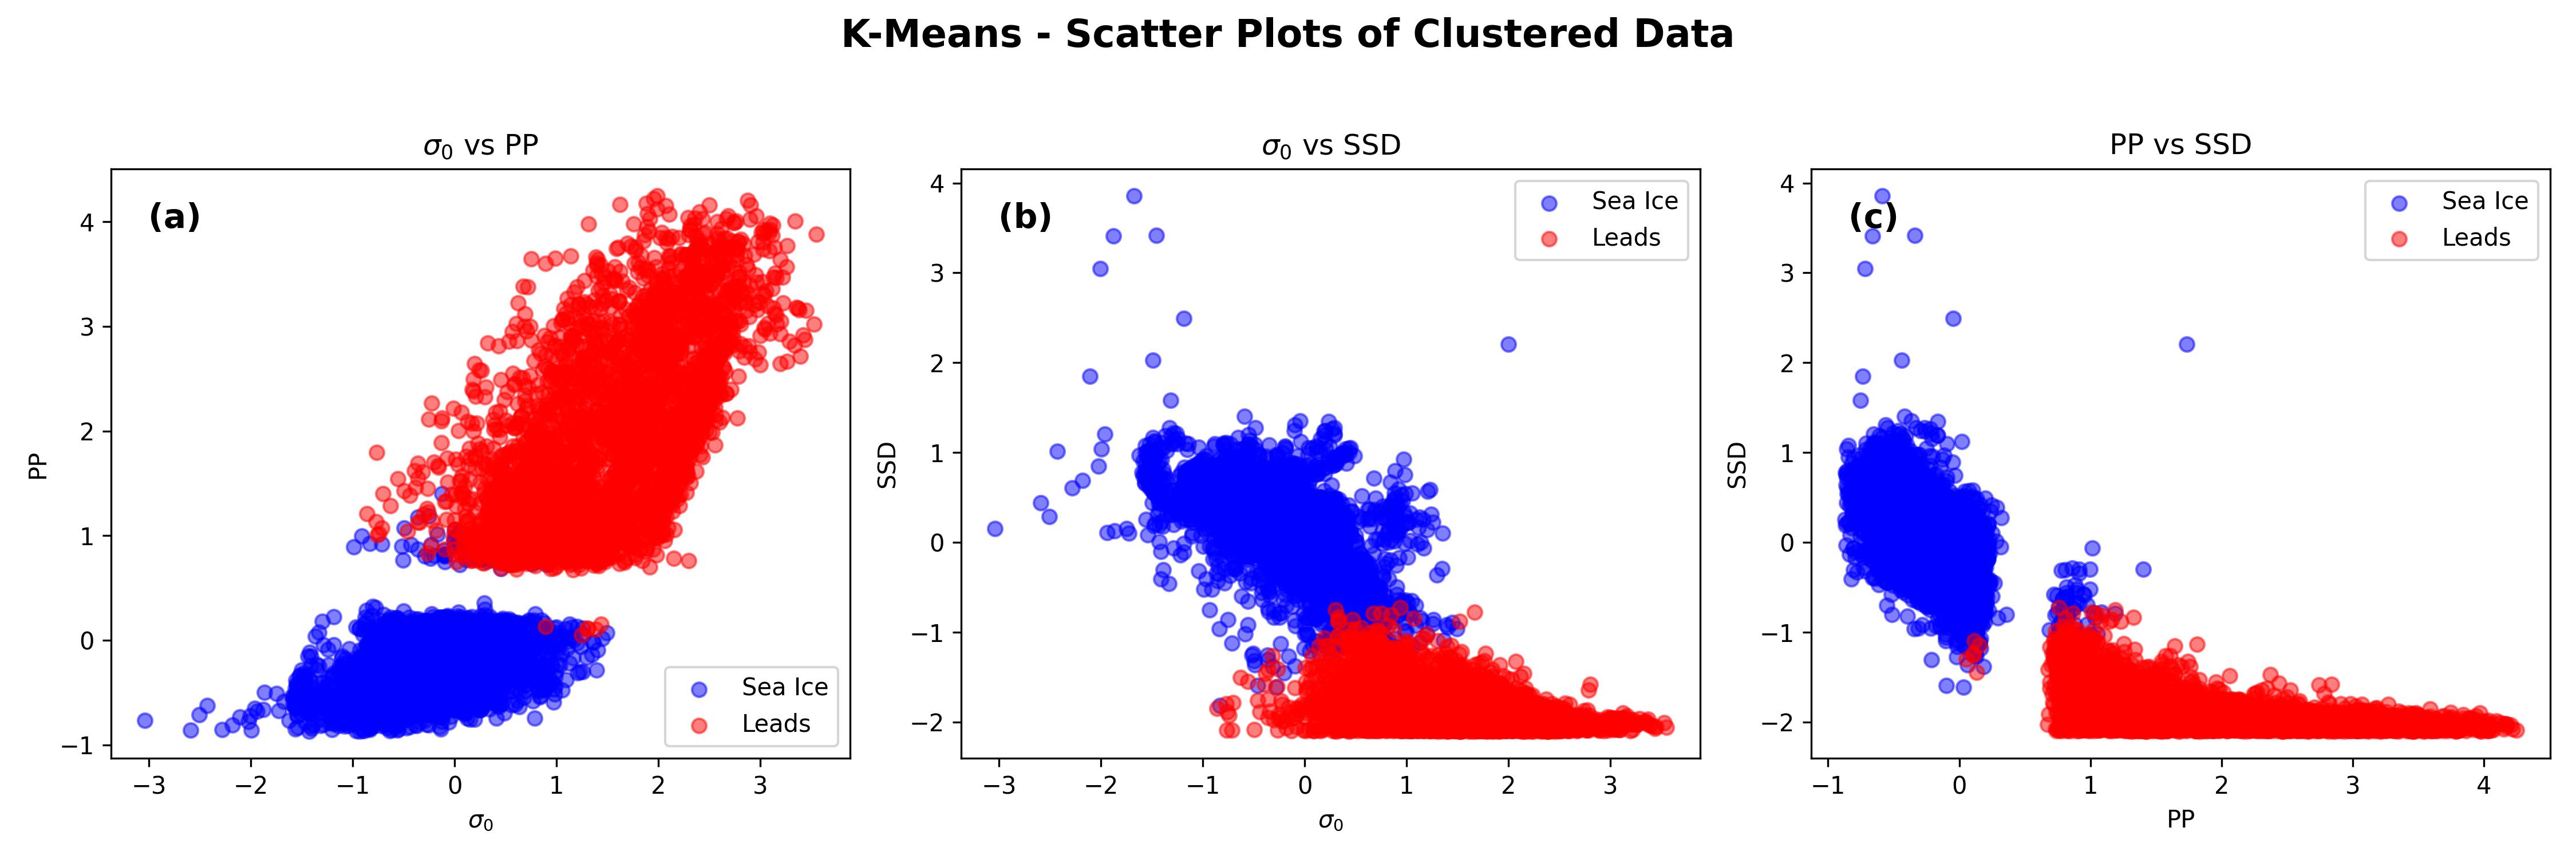 K-Means - Scatter Plots of Clustered Data
σ₀ vs PP
(a)
PP
4
3
2
1
0
−1
−3 −2 −1 0 1 2 3
σ₀
Sea Ice
Leads
σ₀ vs SSD
(b)
SSD
4
3
2
1
0
−1
−2
−3 −2 −1 0 1 2 3
σ₀
Sea Ice
Leads
PP vs SSD
(c)
SSD
4
3
2
1
0
−1
−2
−1 0 1 2 3 4
PP
Sea Ice
Leads